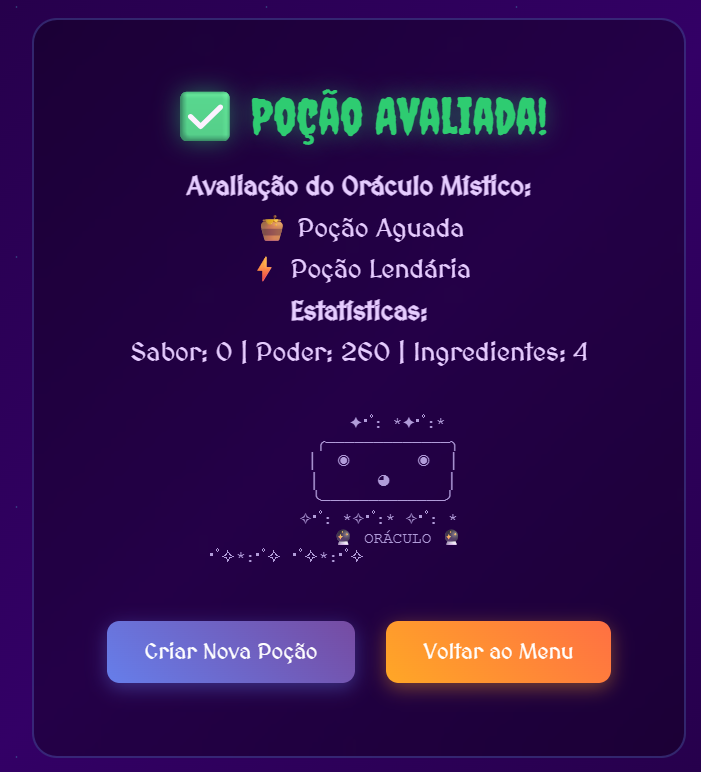 ✅ POÇÃO AVALIADA!
Avaliação do Oráculo Místico:
🍯 Poção Aguada
⚡ Poção Lendária
Estatísticas:
Sabor: 0 | Poder: 260 | Ingredientes: 4
🔮 ORÁCULO 🔮
Criar Nova Poção
Voltar ao Menu